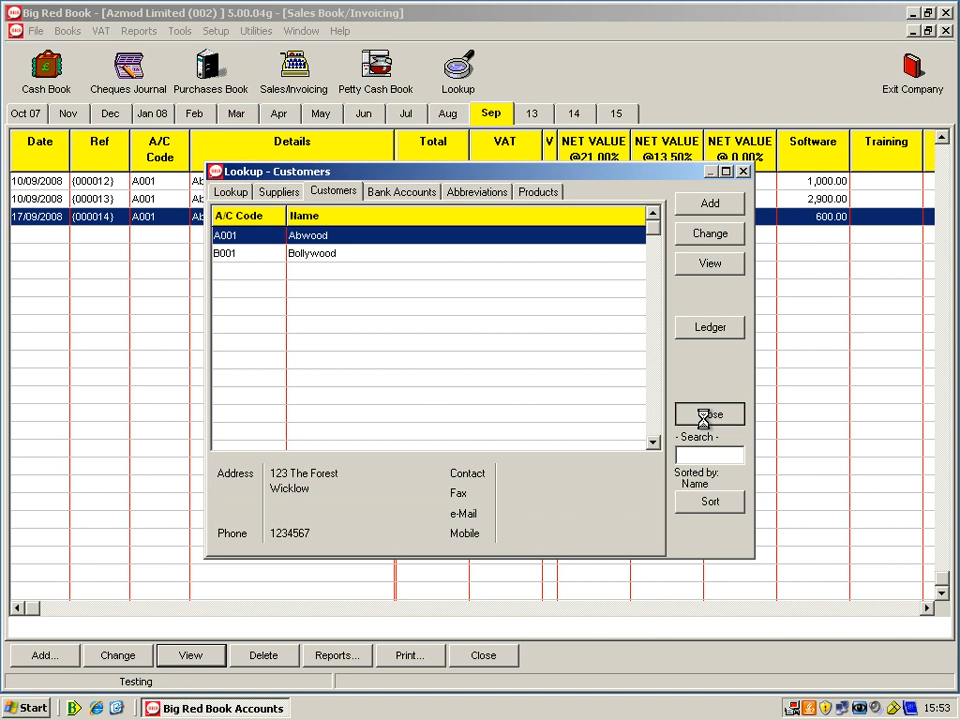 Big Red Book - [Azmod Limited (002) ] 5.00.04g - [Sales Book/Invoicing]
File Books VAT Reports Tools Setup Utilities Window Help
Cash Book Cheques Journal Purchases Book Sales/Invoicing Petty Cash Book Lookup Exit Company
Oct 07 Nov Dec Jan 08 Feb Mar Apr May Jun Jul Aug Sep 13 14 15
Date Ref A/C Code Details Total VAT V NET VALUE @21.00% NET VALUE @13.50% NET VALUE @ 0.00% Software Training
10/09/2008 {000012} A001 1,000.00
10/09/2008 {000013} A001 2,900.00
17/09/2008 {000014} A001 600.00
Lookup - Customers
Lookup Suppliers Customers Bank Accounts Abbreviations Products
A/C Code Name
A001 Abwood
B001 Bollywood
Add
Change
View
Ledger
- Search -
Sorted by:
Name
Sort
Address 123 The Forest
Wicklow
Phone 1234567
Contact
Fax
e-Mail
Mobile
Add... Change View Delete Reports... Print... Close
Testing
Start Big Red Book Accounts 15:53